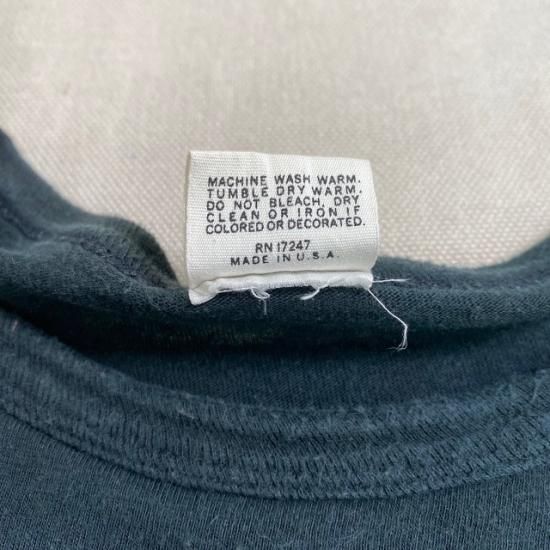 MACHINE WASH WARM.
TUMBLE DRY WARM.
DO NOT BLEACH, DRY
CLEAN OR IRON IF
COLORED OR DECORATED.
RN 17247
MADE IN U.S.A.